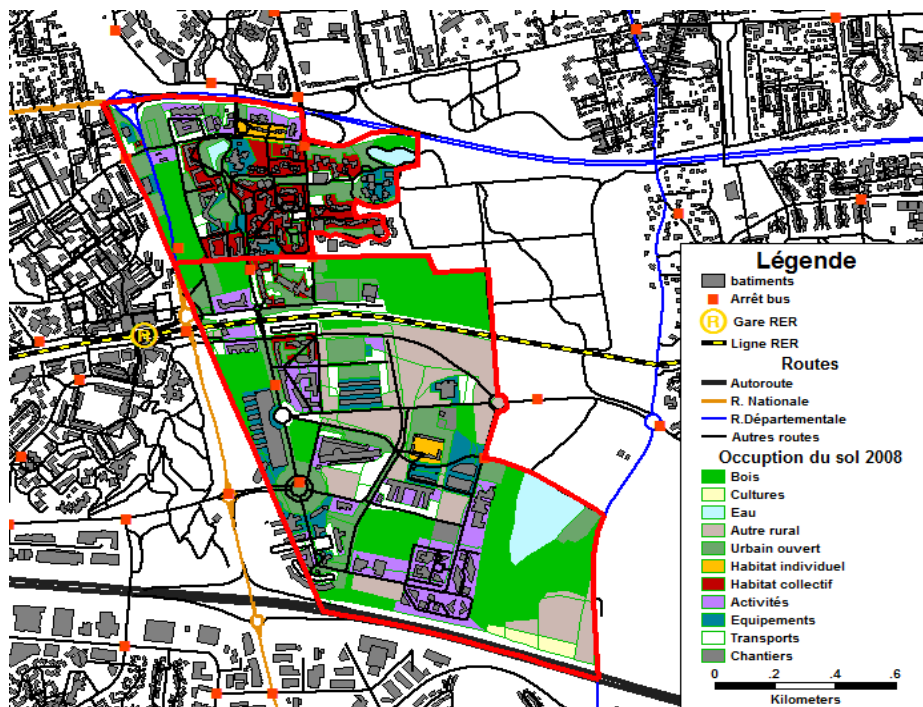 Légende
batiments
Arrêt bus
R Gare RER
Ligne RER
Routes
Autoroute
R. Nationale
R.Départementale
Autres routes
Occuption du sol 2008
Bois
Cultures
Eau
Autre rural
Urbain ouvert
Habitat individuel
Habitat collectif
Activités
Equipements
Transports
Chantiers
0 .2 .4 .6
Kilometers
R